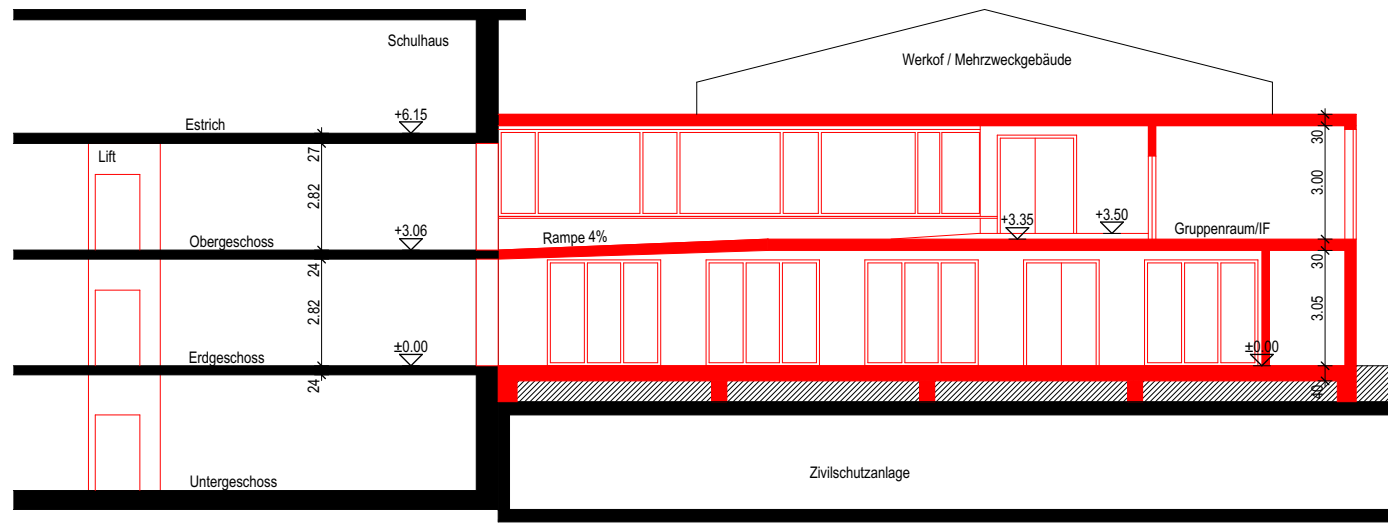 Schulhaus
Werkof / Mehrzweckgebäude
Estrich
+6.15
Lift
27
2.82
30
3.00
Obergeschoss
+3.06
Rampe 4%
+3.35
+3.50
Gruppenraum/IF
24
2.82
30
3.05
Erdgeschoss
±0.00
±0.00
24
40
Zivilschutzanlage
Untergeschoss